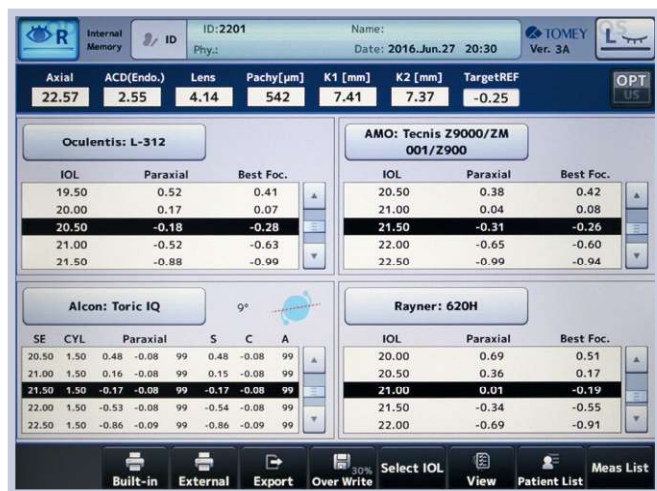 R Internal Memory ID ID:2201 Name: TOMEY L
Phy.: Date: 2016.Jun.27 20:30 Ver. 3A
Axial ACD(Endo.) Lens Pachy[μm] K1 [mm] K2 [mm] TargetREF OPT
22.57 2.55 4.14 542 7.41 7.37 -0.25 US
Oculentis: L-312
IOL Paraxial Best Foc.
19.50 0.52 0.41
20.00 0.17 0.07
20.50 -0.18 -0.28
21.00 -0.52 -0.63
21.50 -0.88 -0.99
AMO: Tecnis Z9000/ZM
001/Z900
IOL Paraxial Best Foc.
20.50 0.38 0.42
21.00 0.04 0.08
21.50 -0.31 -0.26
22.00 -0.65 -0.60
22.50 -0.99 -0.94
Alcon: Toric IQ 9°
SE CYL Paraxial S C A
20.50 1.50 0.48 -0.08 99 0.48 -0.08 99
21.00 1.50 0.16 -0.08 99 0.15 -0.08 99
21.50 1.50 -0.17 -0.08 99 -0.17 -0.08 99
22.00 1.50 -0.53 -0.08 99 -0.54 -0.08 99
22.50 1.50 -0.86 -0.09 99 -0.86 -0.09 99
Rayner: 620H
IOL Paraxial Best Foc.
20.00 0.69 0.51
20.50 0.36 0.17
21.00 0.01 -0.19
21.50 -0.34 -0.55
22.00 -0.69 -0.91
Built-in External Export 30% Over Write Select IOL View Patient List Meas List